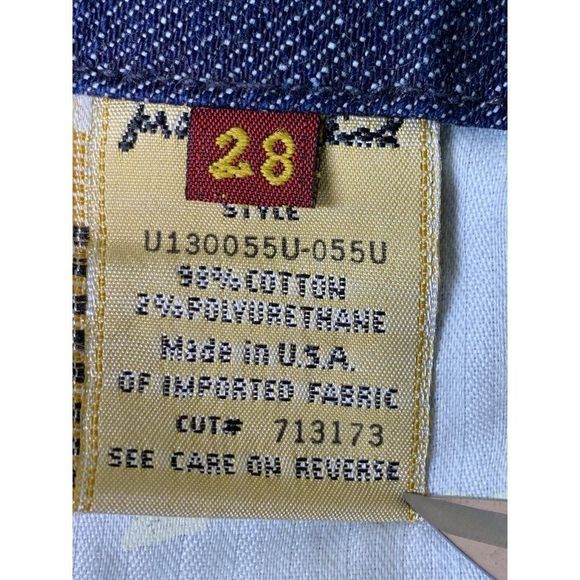 28
STYLE
U130055U-055U
98% COTTON
2% POLYURETHANE
Made in U.S.A.
OF IMPORTED FABRIC
CUT# 713173
SEE CARE ON REVERSE